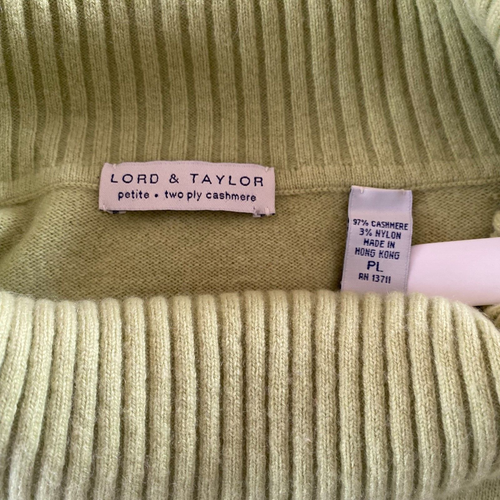 LORD & TAYLOR
petite • two ply cashmere
97% CASHMERE
3% NYLON
MADE IN
HONG KONG
PL
RN 13711